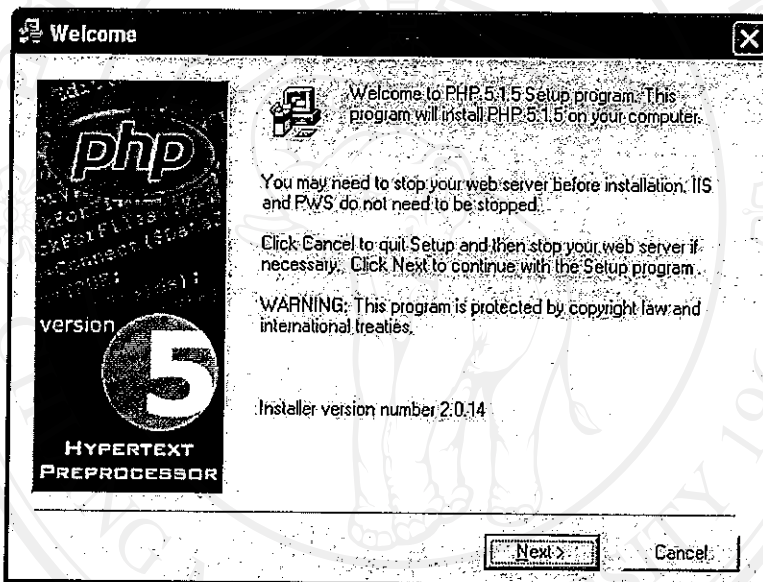 Welcome
Welcome to PHP 5.1.5 Setup program. This
program will install PHP 5.1.5 on your computer.
You may need to stop your web server before installation. IIS
and PWS do not need to be stopped.
Click Cancel to quit Setup and then stop your web server if
necessary. Click Next to continue with the Setup program
WARNING: This program is protected by copyright law and
international treaties.
Installer version number 2.0.14
php
version
5
HYPERTEXT
PREPROCESSOR
Next >
Cancel